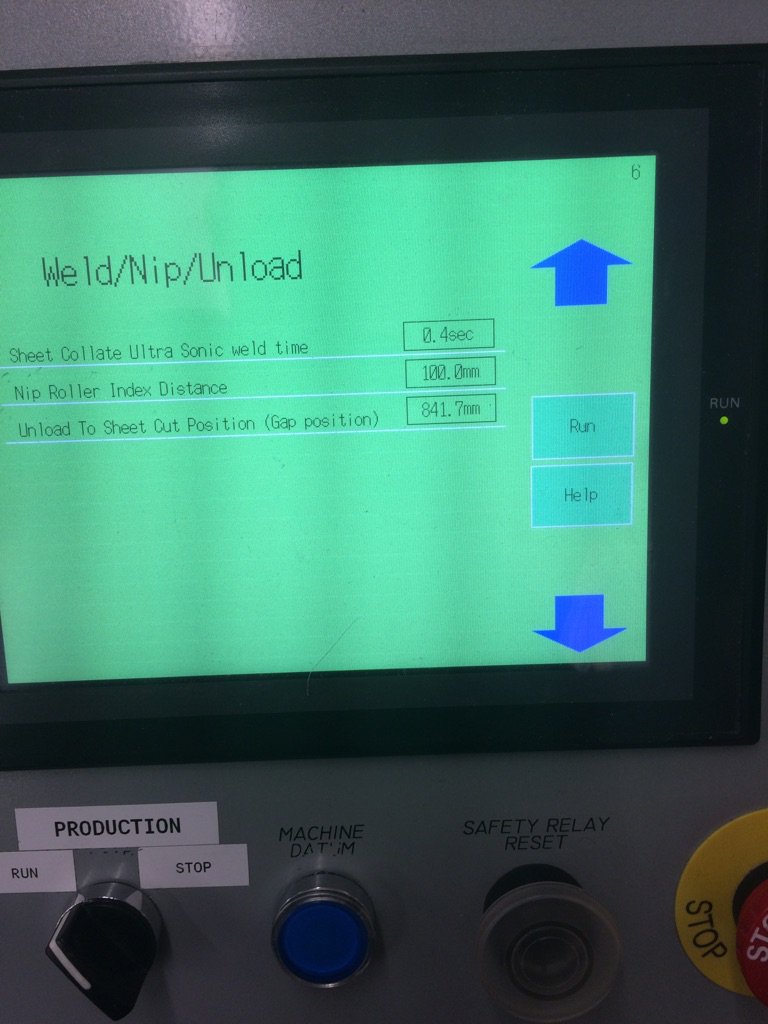 6
Weld/Nip/Unload
Sheet Collate Ultra Sonic weld time 0.4sec
Nip Roller Index Distance 100.0mm
Unload To Sheet Cut Position (Gap position) 841.7mm
Run
Help
RUN
PRODUCTION
RUN
STOP
MACHINE
DATUM
SAFETY RELAY
RESET
STOP